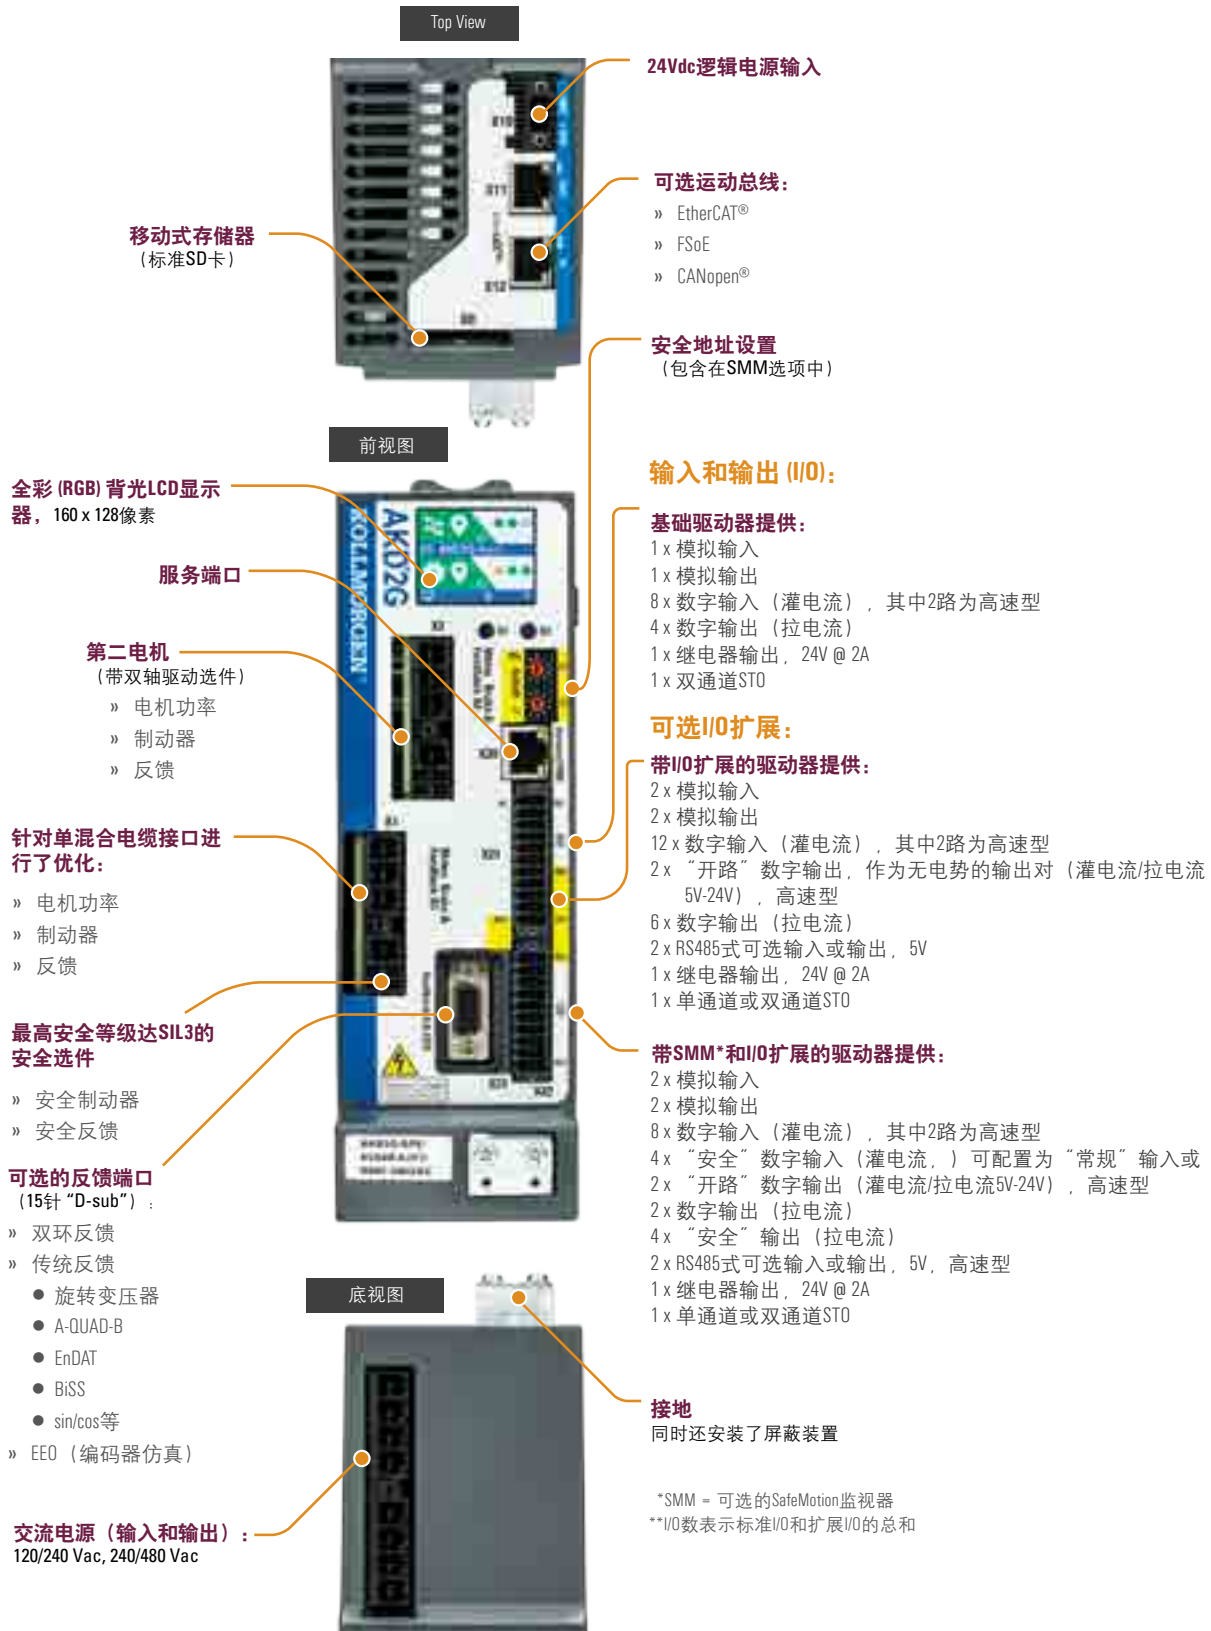 Top View
24Vdc逻辑电源输入
可选运动总线：
» EtherCAT®
» FSoE
» CANopen®
移动式存储器
（标准SD卡）
安全地址设置
（包含在SMM选项中）
前视图
全彩 (RGB) 背光LCD显示
器，160 x 128像素
服务端口
第二电机
（带双轴驱动选件）
» 电机功率
» 制动器
» 反馈
针对单混合电缆接口进
行了优化：
» 电机功率
» 制动器
» 反馈
最高安全等级达SIL3的
安全选件
» 安全制动器
» 安全反馈
可选的反馈端口
（15针 “D-sub”）：
» 双环反馈
» 传统反馈
● 旋转变压器
● A-QUAD-B
● EnDAT
● BiSS
● sin/cos等
» EEO（编码器仿真）
交流电源（输入和输出）：
120/240 Vac, 240/480 Vac
KOLLMORGEN
AKD2G
X10
X11
X12
输入和输出 (I/O)：
基础驱动器提供：
1 x 模拟输入
1 x 模拟输出
8 x 数字输入（灌电流），其中2路为高速型
4 x 数字输出（拉电流）
1 x 继电器输出，24V @ 2A
1 x 双通道STO
可选I/O扩展：
带I/O扩展的驱动器提供：
2 x 模拟输入
2 x 模拟输出
12 x 数字输入（灌电流），其中2路为高速型
2 x “开路”数字输出，作为无电势的输出对（灌电流/拉电流
5V-24V），高速型
6 x 数字输出（拉电流）
2 x RS485式可选输入或输出，5V
1 x 继电器输出，24V @ 2A
1 x 单通道或双通道STO
带SMM*和I/O扩展的驱动器提供：
2 x 模拟输入
2 x 模拟输出
8 x 数字输入（灌电流），其中2路为高速型
4 x “安全”数字输入（灌电流，）可配置为“常规”输入或
2 x “开路”数字输出（灌电流/拉电流5V-24V），高速型
2 x 数字输出（拉电流）
4 x “安全”输出（拉电流）
2 x RS485式可选输入或输出，5V，高速型
1 x 继电器输出，24V @ 2A
1 x 单通道或双通道STO
底视图
接地
同时还安装了屏蔽装置
*SMM = 可选的SafeMotion监视器
**I/O数表示标准I/O和扩展I/O的总和